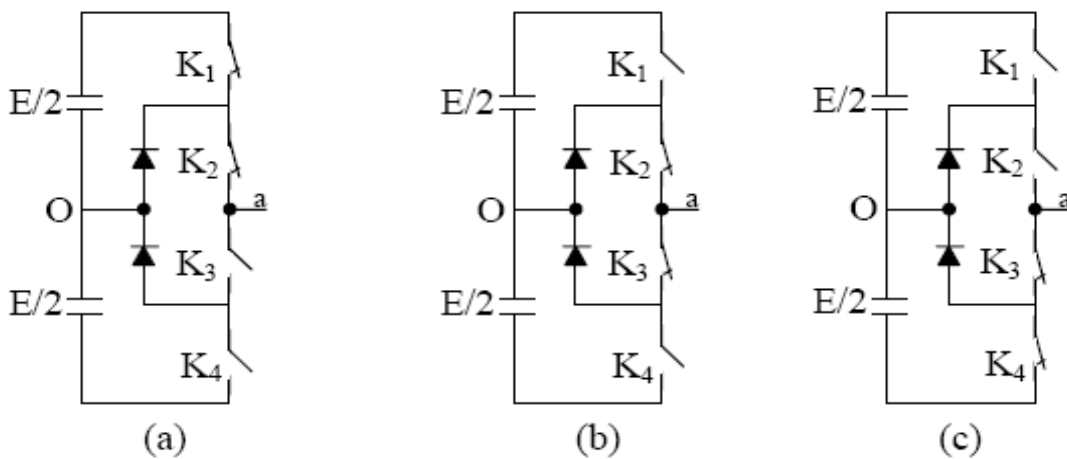 K₁
E/2
K₂
O
a
K₃
E/2
K₄
(a)
K₁
E/2
K₂
O
a
K₃
E/2
K₄
(b)
K₁
E/2
K₂
O
a
K₃
E/2
K₄
(c)